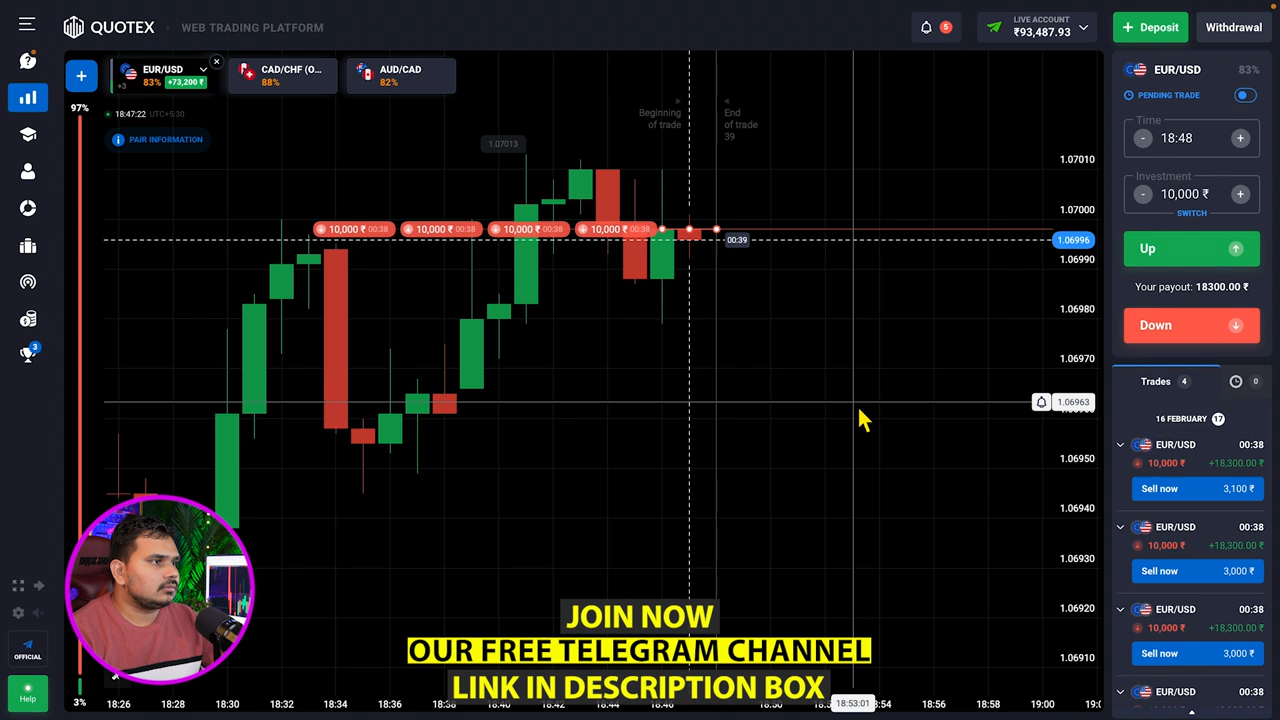 QUOTEX
WEB TRADING PLATFORM
5
LIVE ACCOUNT
₹93,487.93
+ Deposit
Withdrawal
EUR/USD
83% +73,200 ₹
+3
CAD/CHF (O...
88%
AUD/CAD
82%
97%
18:47:22 UTC+5:30
PAIR INFORMATION
Beginning
of trade
End
of trade
39
1.07013
10,000 ₹ 00:38
10,000 ₹ 00:38
10,000 ₹ 00:38
10,000 ₹ 00:38
00:39
1.07010
1.07000
1.06996
1.06990
1.06980
1.06970
1.06963
1.06950
1.06940
1.06930
1.06920
1.06910
3%
18:26
18:28
18:30
18:32
18:34
18:36
18:38
18:40
18:42
18:44
18:46
18:50
18:53:01
18:56
18:58
19:00
19:02
EUR/USD 83%
PENDING TRADE
Time
- 18:48 +
Investment
- 10,000 ₹ +
SWITCH
Up
Your payout: 18300.00 ₹
Down
Trades 4
0
16 FEBRUARY 17
EUR/USD 00:38
10,000 ₹ +18,300.00 ₹
Sell now 3,100 ₹
EUR/USD 00:38
10,000 ₹ +18,300.00 ₹
Sell now 3,000 ₹
EUR/USD 00:38
10,000 ₹ +18,300.00 ₹
Sell now 3,000 ₹
EUR/USD 00:38
3
OFFICIAL
Help
JOIN NOW
OUR FREE TELEGRAM CHANNEL
LINK IN DESCRIPTION BOX